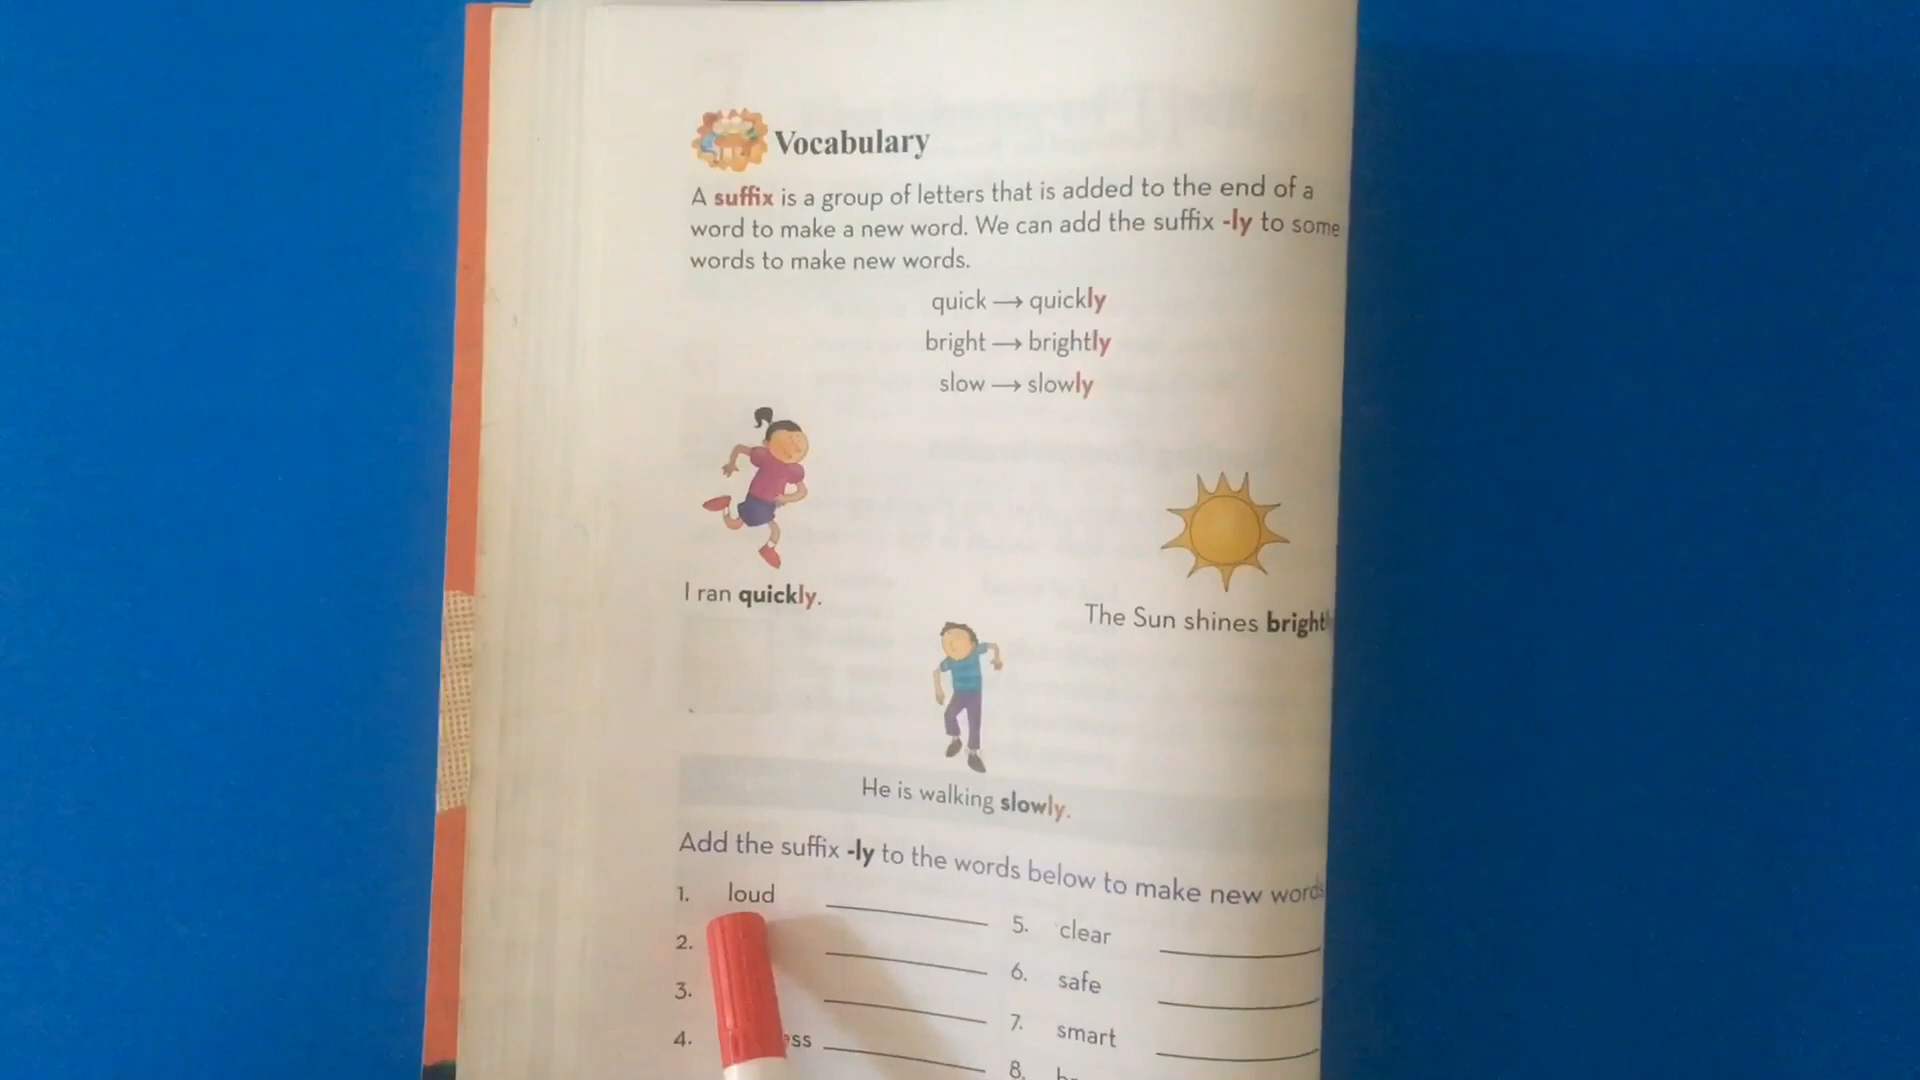 Vocabulary
A suffix is a group of letters that is added to the end of a
word to make a new word. We can add the suffix -ly to some
words to make new words.
quick → quickly
bright → brightly
slow → slowly
I ran quickly.
The Sun shines bright
He is walking slowly.
Add the suffix -ly to the words below to make new words
1. loud
2.
3.
4.
5. clear
6. safe
7. smart
8.